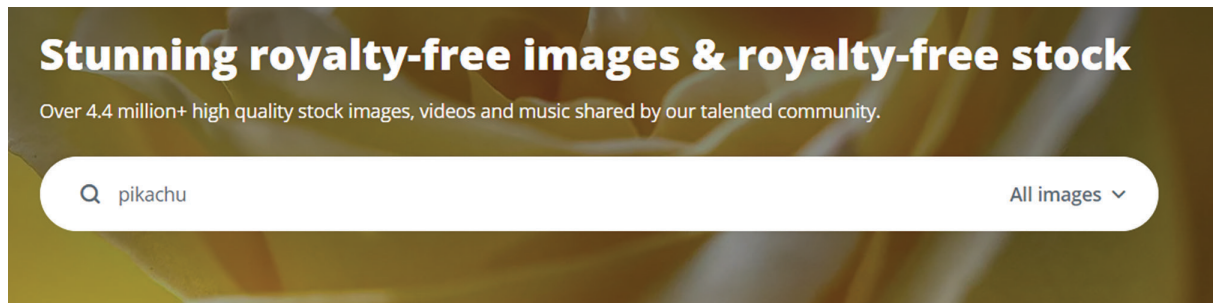 Stunning royalty-free images & royalty-free stock
Over 4.4 million+ high quality stock images, videos and music shared by our talented community.
pikachu All images